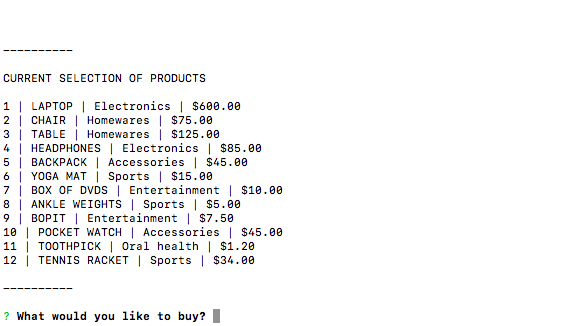 ----------
CURRENT SELECTION OF PRODUCTS
1 | LAPTOP | Electronics | $600.00
2 | CHAIR | Homewares | $75.00
3 | TABLE | Homewares | $125.00
4 | HEADPHONES | Electronics | $85.00
5 | BACKPACK | Accessories | $45.00
6 | YOGA MAT | Sports | $15.00
7 | BOX OF DVDS | Entertainment | $10.00
8 | ANKLE WEIGHTS | Sports | $5.00
9 | BOPIT | Entertainment | $7.50
10 | POCKET WATCH | Accessories | $45.00
11 | TOOTHPICK | Oral health | $1.20
12 | TENNIS RACKET | Sports | $34.00
----------
? What would you like to buy?